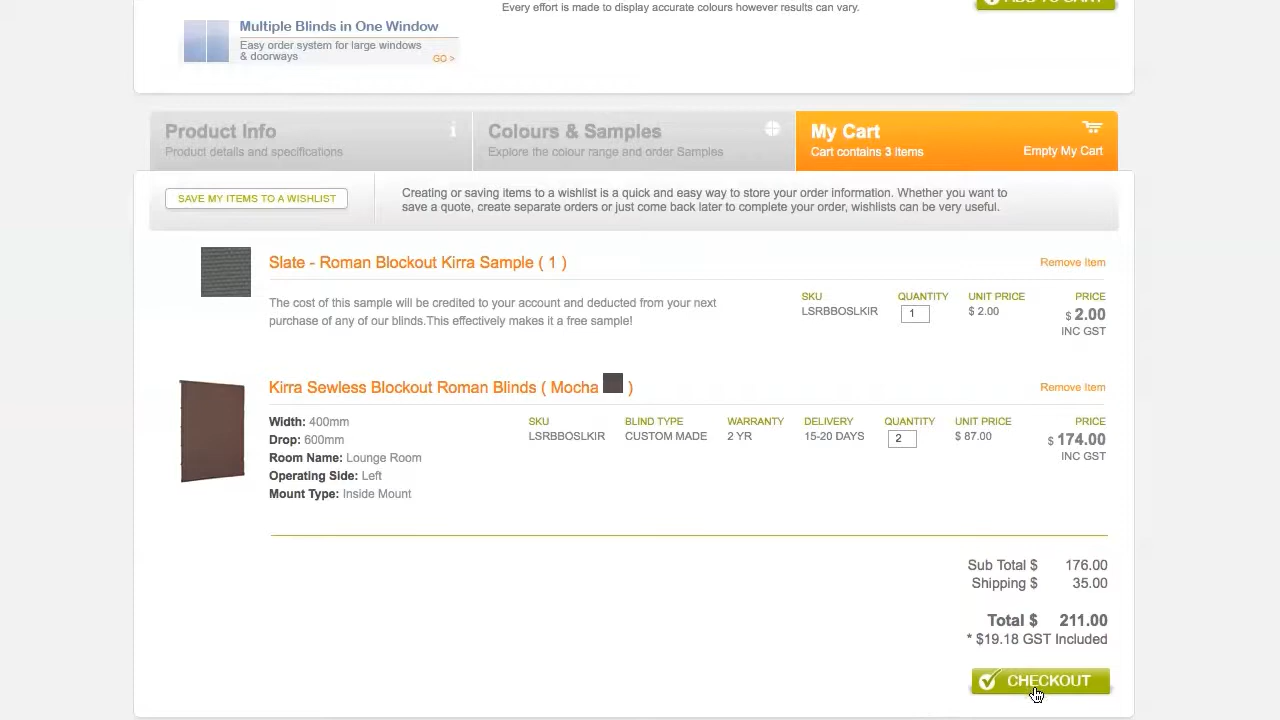 Every effort is made to display accurate colours however results can vary.
ADD TO CART
Multiple Blinds in One Window
Easy order system for large windows
& doorways
GO >
Product Info
Product details and specifications
Colours & Samples
Explore the colour range and order Samples
My Cart
Cart contains 3 Items
Empty My Cart
SAVE MY ITEMS TO A WISHLIST
Creating or saving items to a wishlist is a quick and easy way to store your order information. Whether you want to
save a quote, create separate orders or just come back later to complete your order, wishlists can be very useful.
Slate - Roman Blockout Kirra Sample ( 1 )
Remove Item
The cost of this sample will be credited to your account and deducted from your next
purchase of any of our blinds.This effectively makes it a free sample!
SKU QUANTITY UNIT PRICE PRICE
LSRBBOSLKIR 1 $ 2.00 $ 2.00
INC GST
Kirra Sewless Blockout Roman Blinds ( Mocha )
Remove Item
Width: 400mm
Drop: 600mm
Room Name: Lounge Room
Operating Side: Left
Mount Type: Inside Mount
SKU BLIND TYPE WARRANTY DELIVERY QUANTITY UNIT PRICE PRICE
LSRBBOSLKIR CUSTOM MADE 2 YR 15-20 DAYS 2 $ 87.00 $ 174.00
INC GST
Sub Total $ 176.00
Shipping $ 35.00
Total $ 211.00
* $19.18 GST Included
CHECKOUT